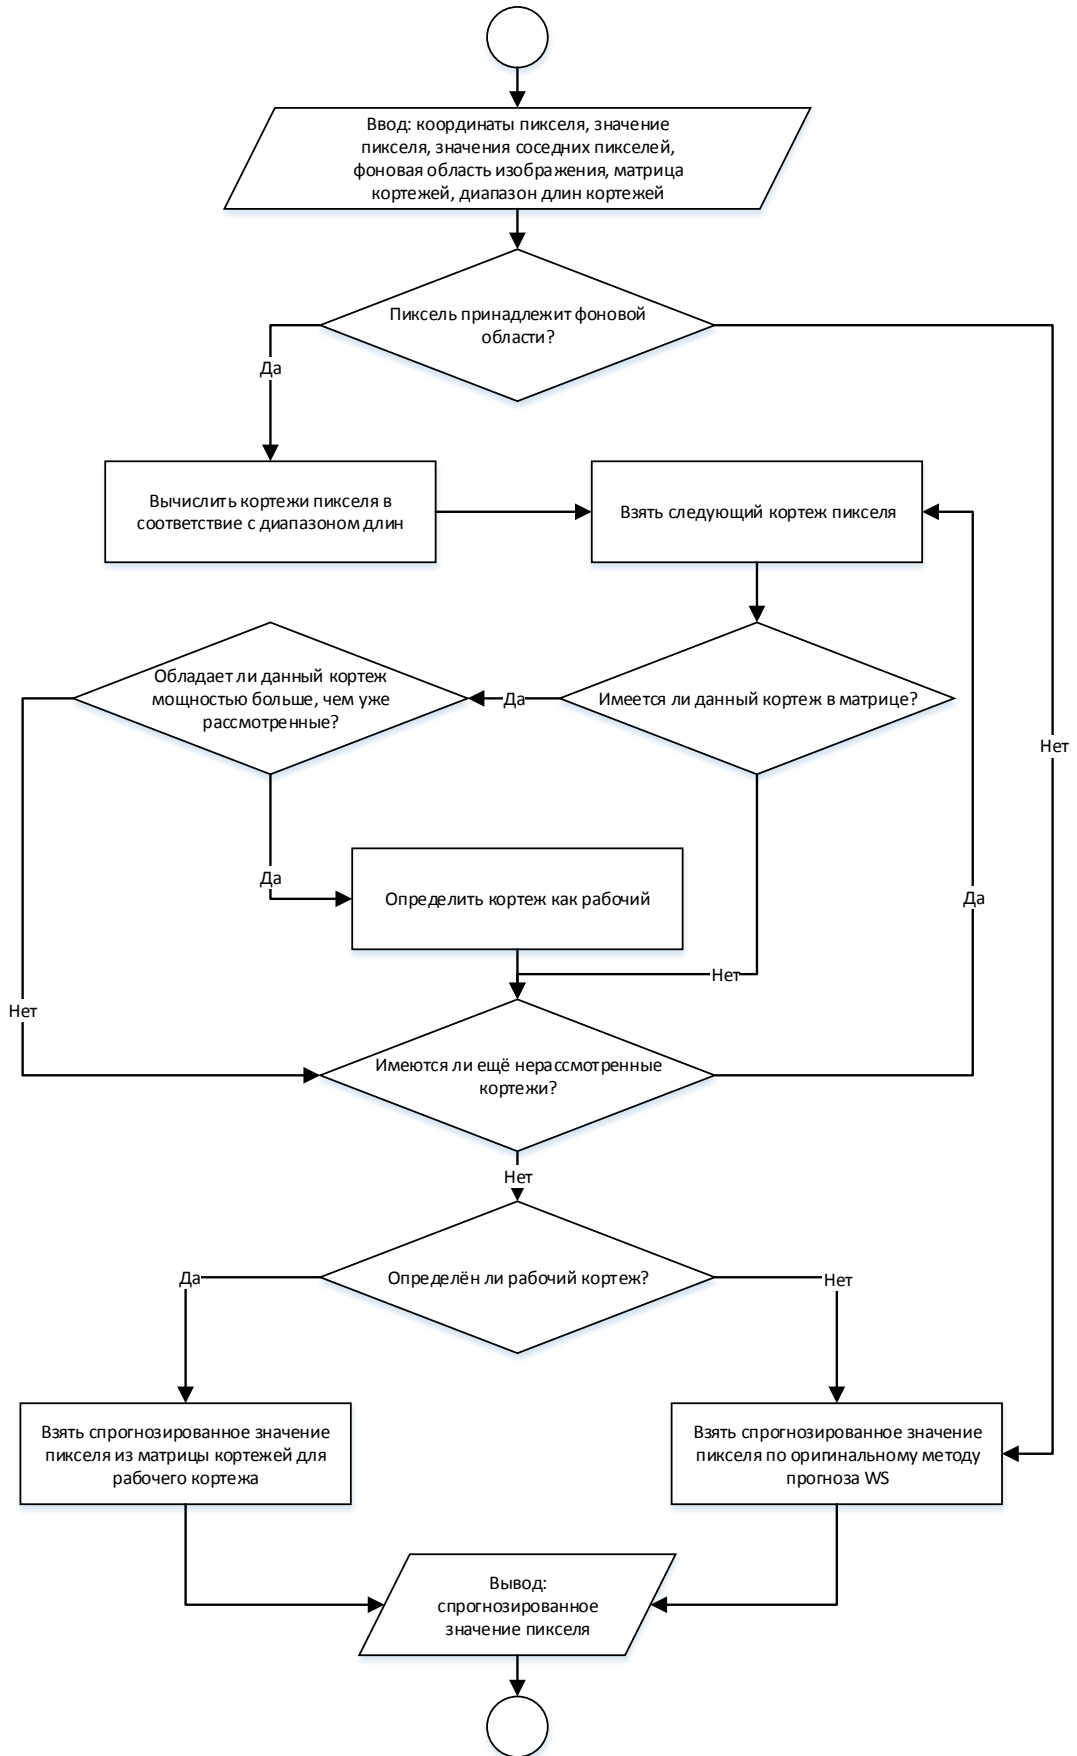 Ввод: координаты пикселя, значение
пикселя, значения соседних пикселей,
фоновая область изображения, матрица
кортежей, диапазон длин кортежей
Пиксель принадлежит фоновой
области?
Да
Вычислить кортежи пикселя в
соответствие с диапазоном длин
Взять следующий кортеж пикселя
Обладает ли данный кортеж
мощностью больше, чем уже
рассмотренные?
Да
Имеется ли данный кортеж в матрице?
Нет
Да
Определить кортеж как рабочий
Да
Нет
Нет
Имеются ли ещё нерассмотренные
кортежи?
Нет
Определён ли рабочий кортеж?
Да
Нет
Взять спрогнозированное значение
пикселя из матрицы кортежей для
рабочего кортежа
Взять спрогнозированное значение
пикселя по оригинальному методу
прогноза WS
Вывод:
спрогнозированное
значение пикселя